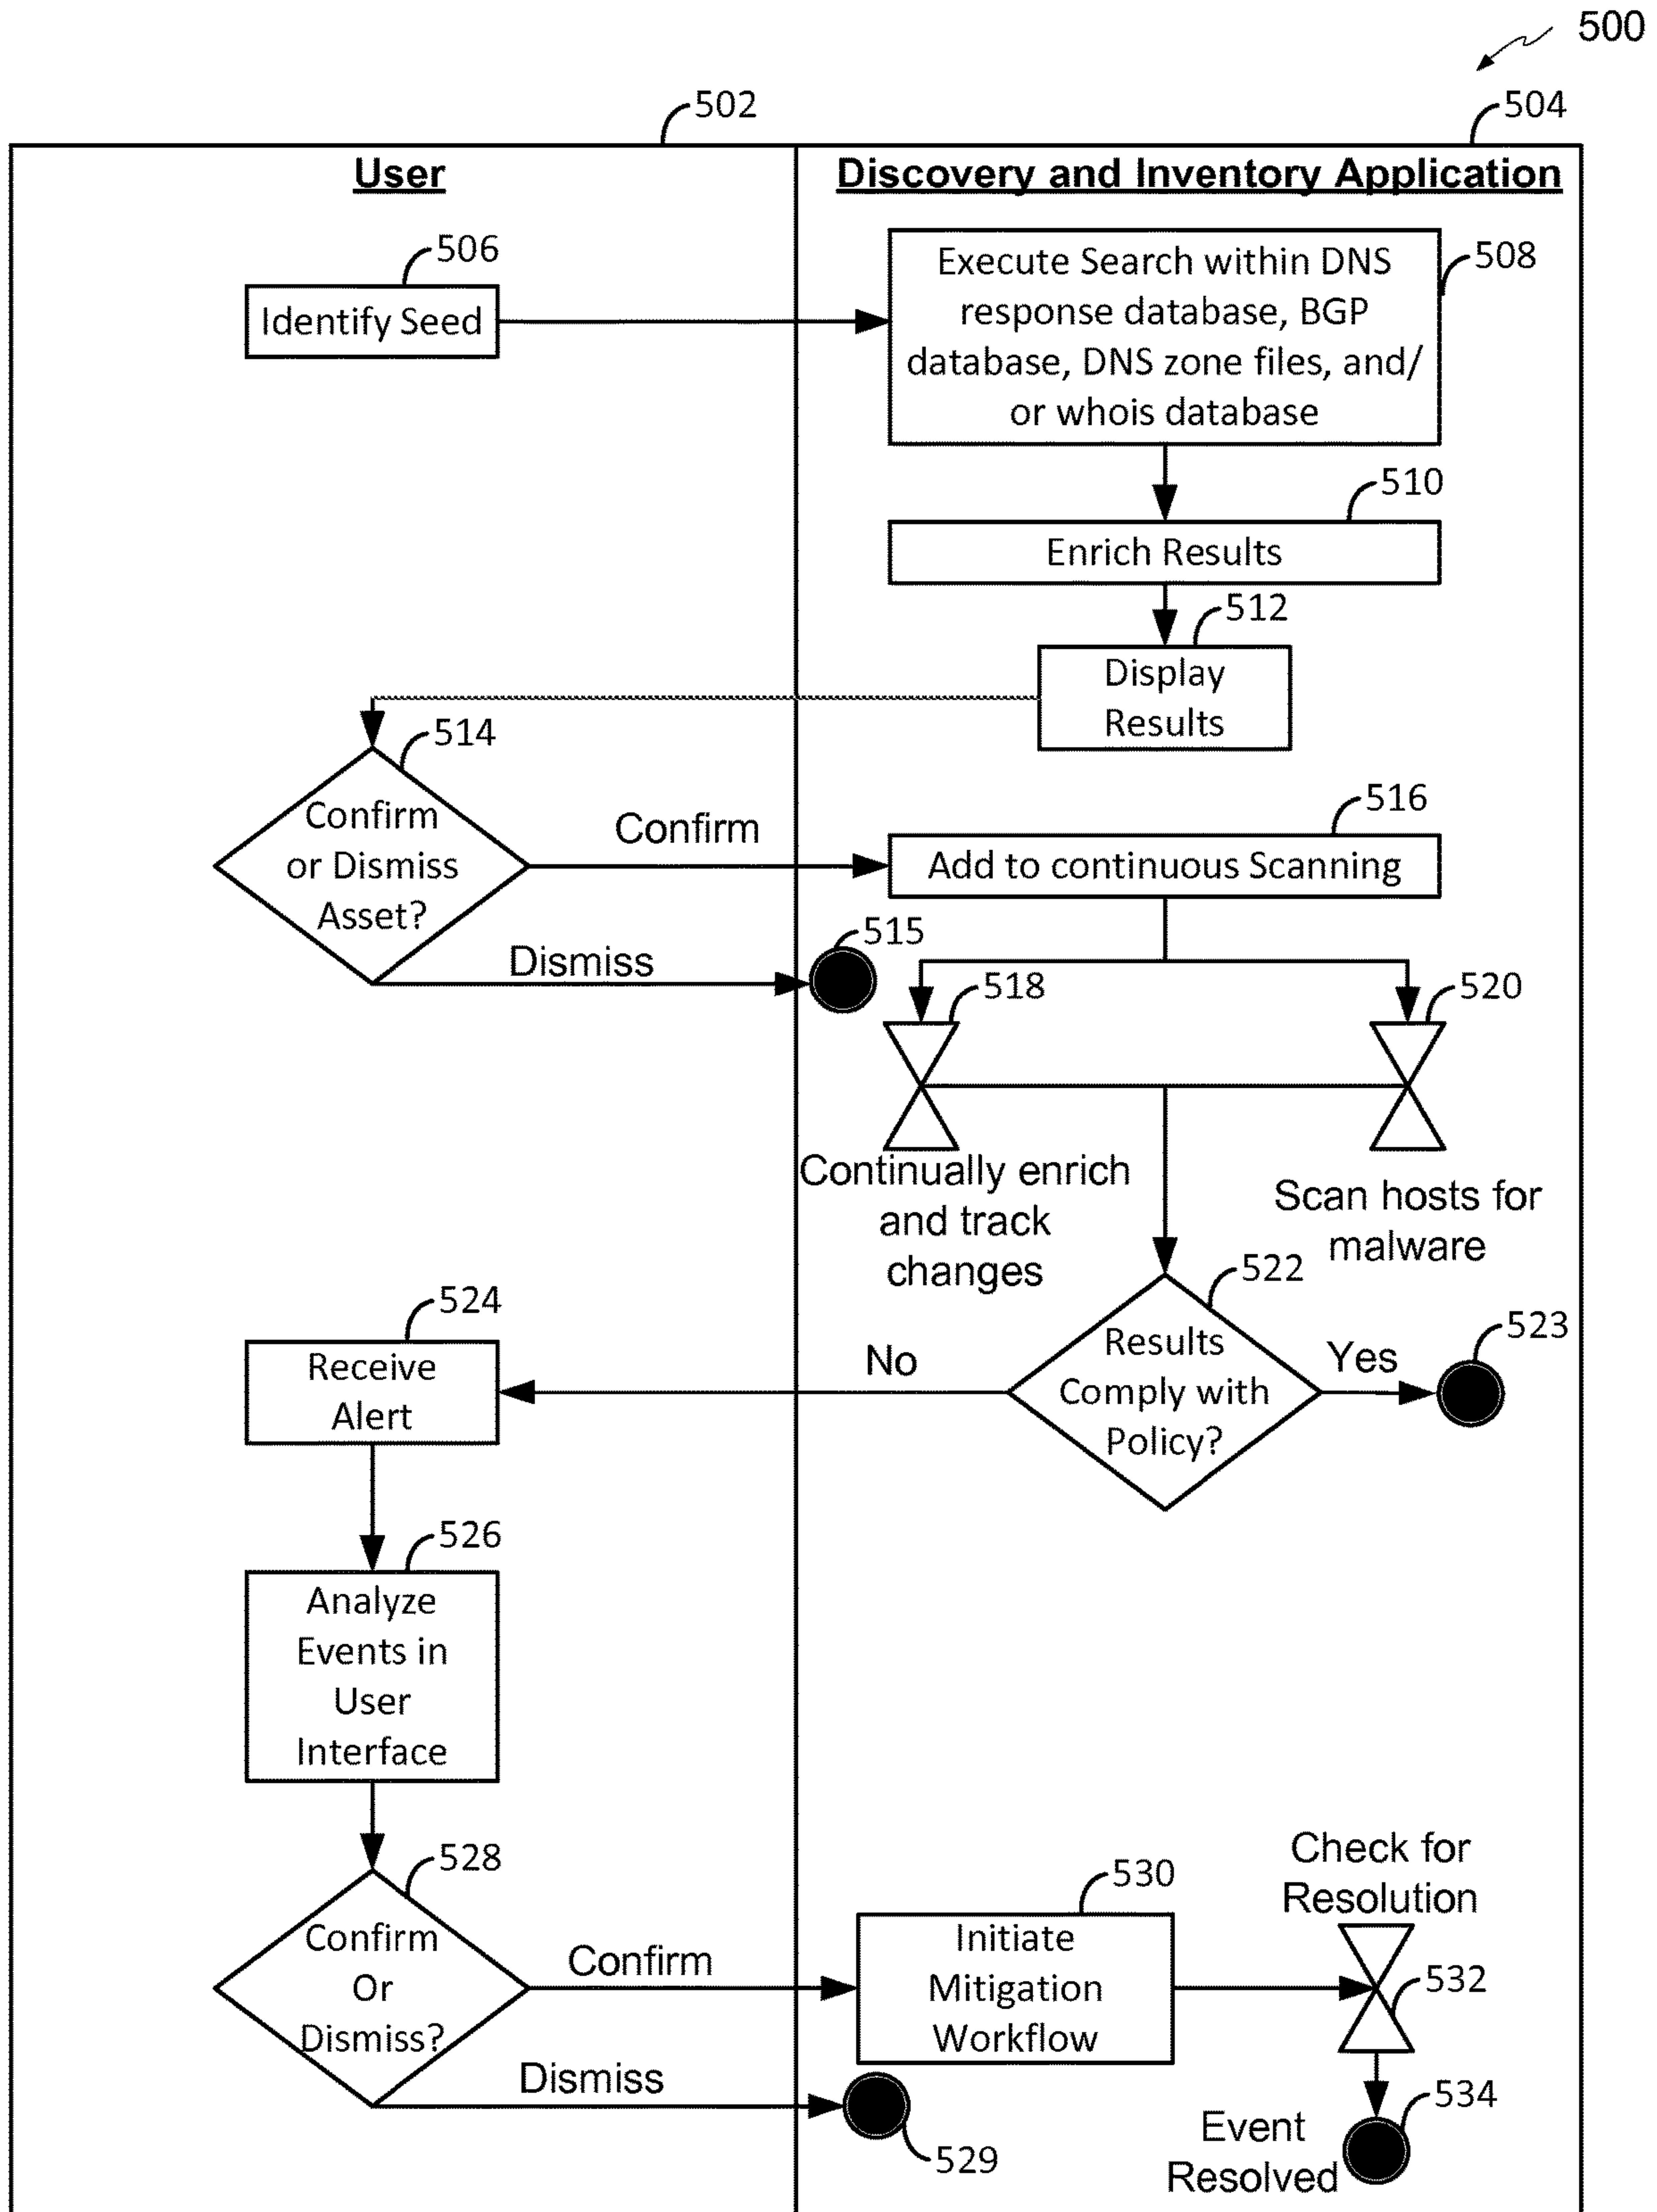 500
502
504
User
Discovery and Inventory Application
506
Identify Seed
Execute Search within DNS
response database, BGP
database, DNS zone files, and/
or whois database
508
510
Enrich Results
512
Display
Results
514
Confirm
or Dismiss
Asset?
Confirm
516
Add to continuous Scanning
Dismiss
515
518
520
Continually enrich
and track
changes
Scan hosts for
malware
522
Results
Comply with
Policy?
Yes
523
No
524
Receive
Alert
526
Analyze
Events in
User
Interface
528
Confirm
Or
Dismiss?
Confirm
530
Initiate
Mitigation
Workflow
Check for
Resolution
532
Dismiss
529
534
Event
Resolved